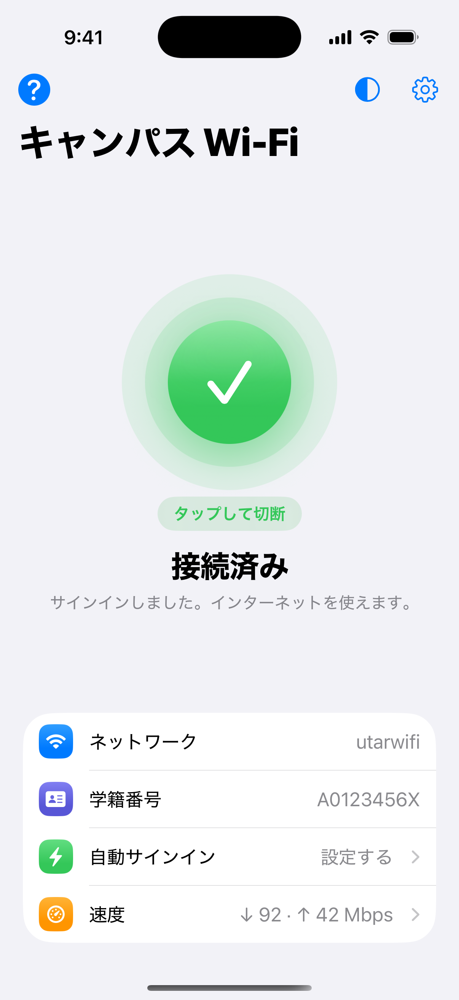 9:41
キャンパス Wi-Fi
タップして切断
接続済み
サインインしました。インターネットを使えます。
ネットワーク utarwifi
学籍番号 A0123456X
自動サインイン 設定する
速度 ↓ 92 · ↑ 42 Mbps